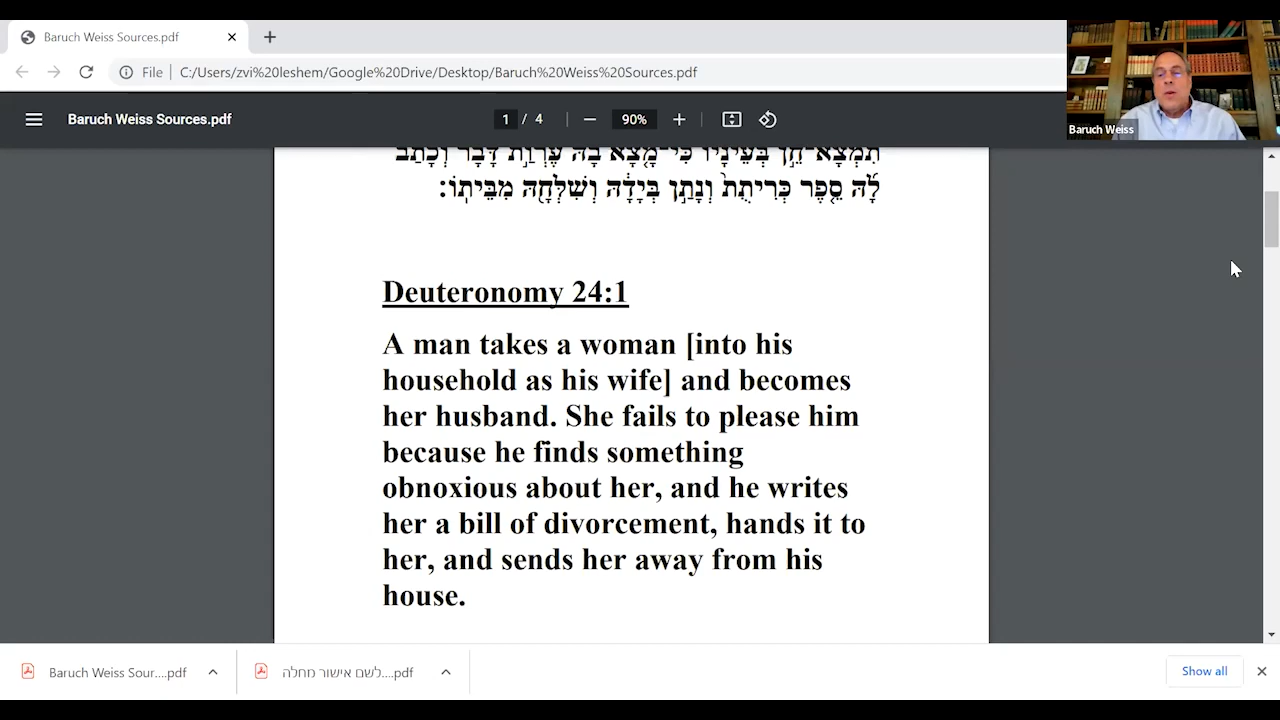 Baruch Weiss Sources.pdf
File C:/Users/zvi%20leshem/Google%20Drive/Desktop/Baruch%20Weiss%20Sources.pdf
Baruch Weiss Sources.pdf
1 / 4
90%
Baruch Weiss
תִמְצָא־חֵ֣ן בְּעֵינָ֗יו כִּי־מָ֤צָא בָהּ֙ עֶרְוַ֣ת דָּבָ֔ר וְכָ֨תַב
לָ֜הּ סֵ֤פֶר כְּרִיתֻת֙ וְנָתַ֣ן בְּיָדָ֔הּ וְשִׁלְּחָ֖הּ מִבֵּיתֽוֹ׃
Deuteronomy 24:1
A man takes a woman [into his
household as his wife] and becomes
her husband. She fails to please him
because he finds something
obnoxious about her, and he writes
her a bill of divorcement, hands it to
her, and sends her away from his
house.
Baruch Weiss Sour....pdf
לשם אישור מחלה....pdf
Show all